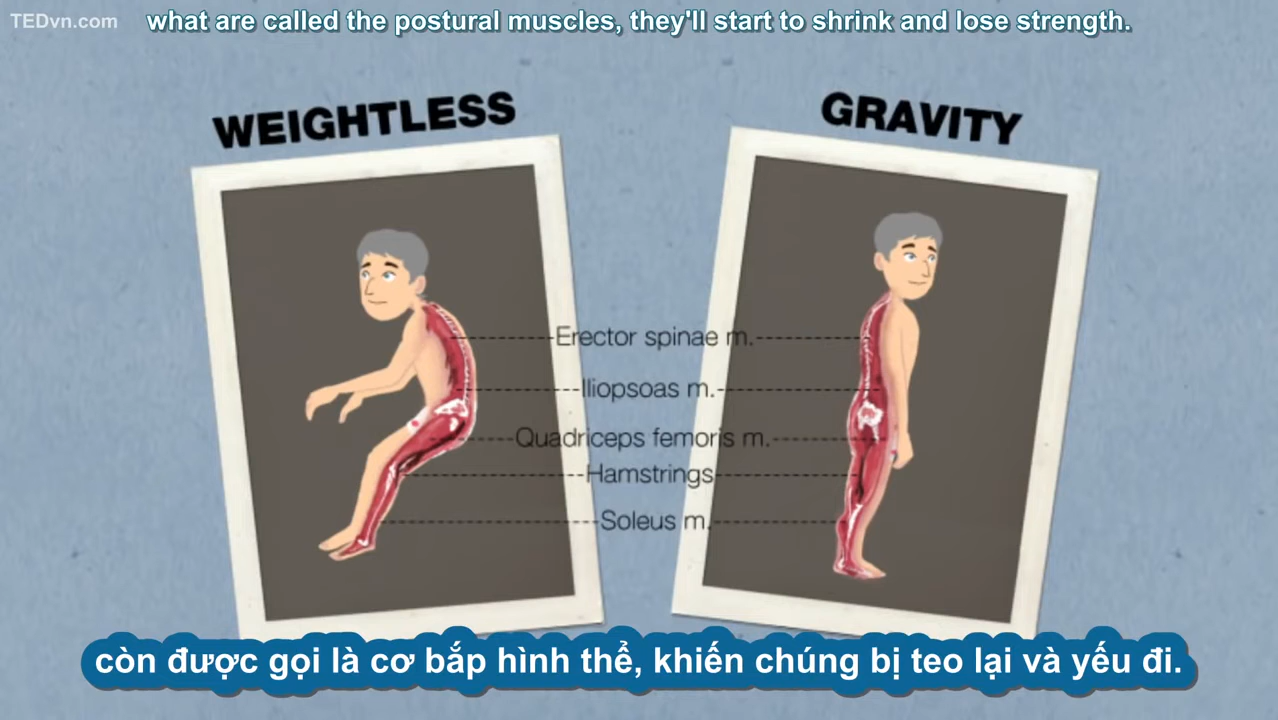 TEDvn.com
what are called the postural muscles, they'll start to shrink and lose strength.
WEIGHTLESS
GRAVITY
Erector spinae m.
Iliopsoas m.
Quadriceps femoris m.
Hamstrings
Soleus m.
còn được gọi là cơ bắp hình thể, khiến chúng bị teo lại và yếu đi.